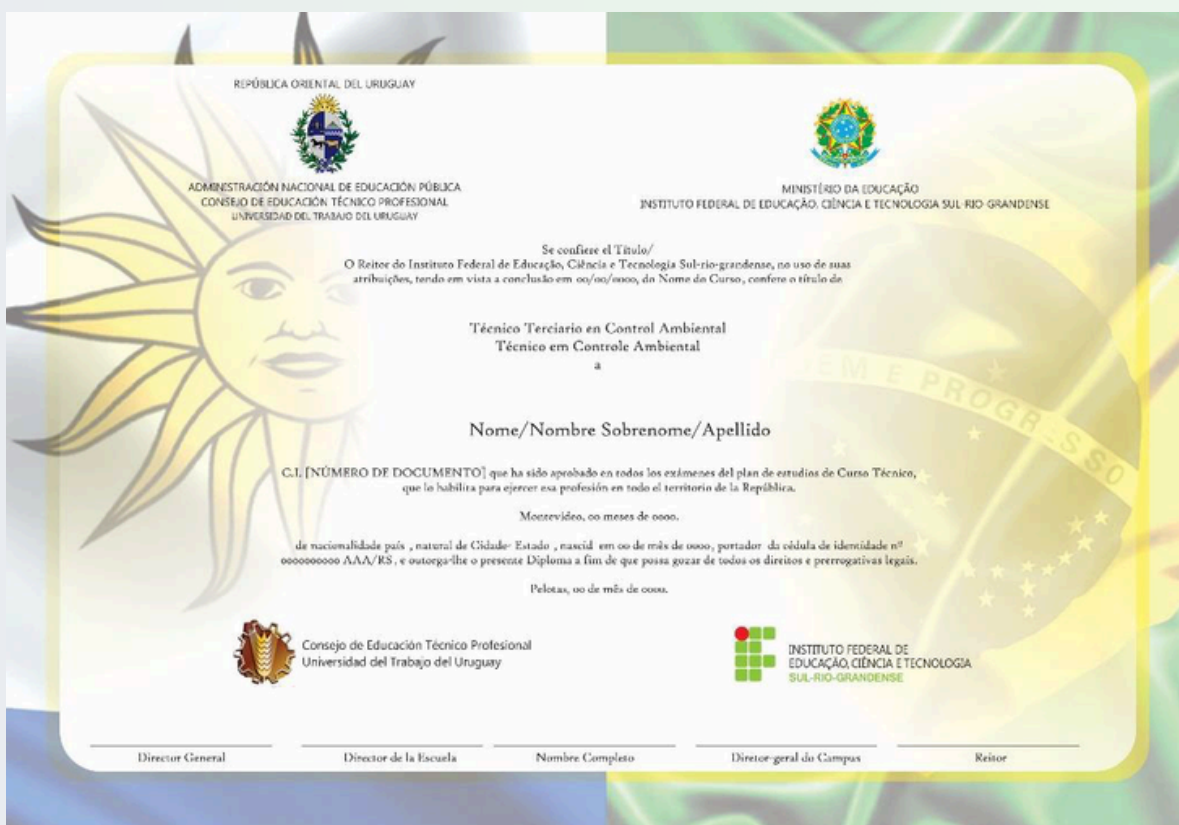 REPÚBLICA ORIENTAL DEL URUGUAY
ADMINISTRACIÓN NACIONAL DE EDUCACIÓN PÚBLICA
CONSEJO DE EDUCACIÓN TÉCNICO PROFESIONAL
UNIVERSIDAD DEL TRABAJO DEL URUGUAY
MINISTÉRIO DA EDUCAÇÃO
INSTITUTO FEDERAL DE EDUCAÇÃO, CIÊNCIA E TECNOLOGIA SUL-RIO-GRANDENSE
Se confiere el Título/
O Reitor do Instituto Federal de Educação, Ciência e Tecnologia Sul-rio-grandense, no uso de suas
atribuições, tendo em vista a conclusão em 00/00/0000, do Nome do Curso, confere o título de
Técnico Terciario en Control Ambiental
Técnico em Controle Ambiental
a
EM E PROGRESSO
Nome/Nombre Sobrenome/Apellido
C.I. [NÚMERO DE DOCUMENTO] que ha sido aprobado en todos los exámenes del plan de estudios de Curso Técnico,
que lo habilita para ejercer esa profesión en todo el territorio de la República.
Montevideo, 00 meses de 0000.
de nacionalidade país , natural de Cidade- Estado , nascid em 00 de mês de 0000, portador da cédula de identidade nº
0000000000 AAA/RS , e outorga-lhe o presente Diploma a fim de que possa gozar de todos os direitos e prerrogativas legais.
Pelotas, 00 de mês de 0000.
Consejo de Educación Técnico Profesional
Universidad del Trabajo del Uruguay
INSTITUTO FEDERAL DE
EDUCAÇÃO, CIÊNCIA E TECNOLOGIA
SUL-RIO-GRANDENSE
Director General
Director de la Escuela
Nombre Completo
Diretor-geral do Campus
Reitor